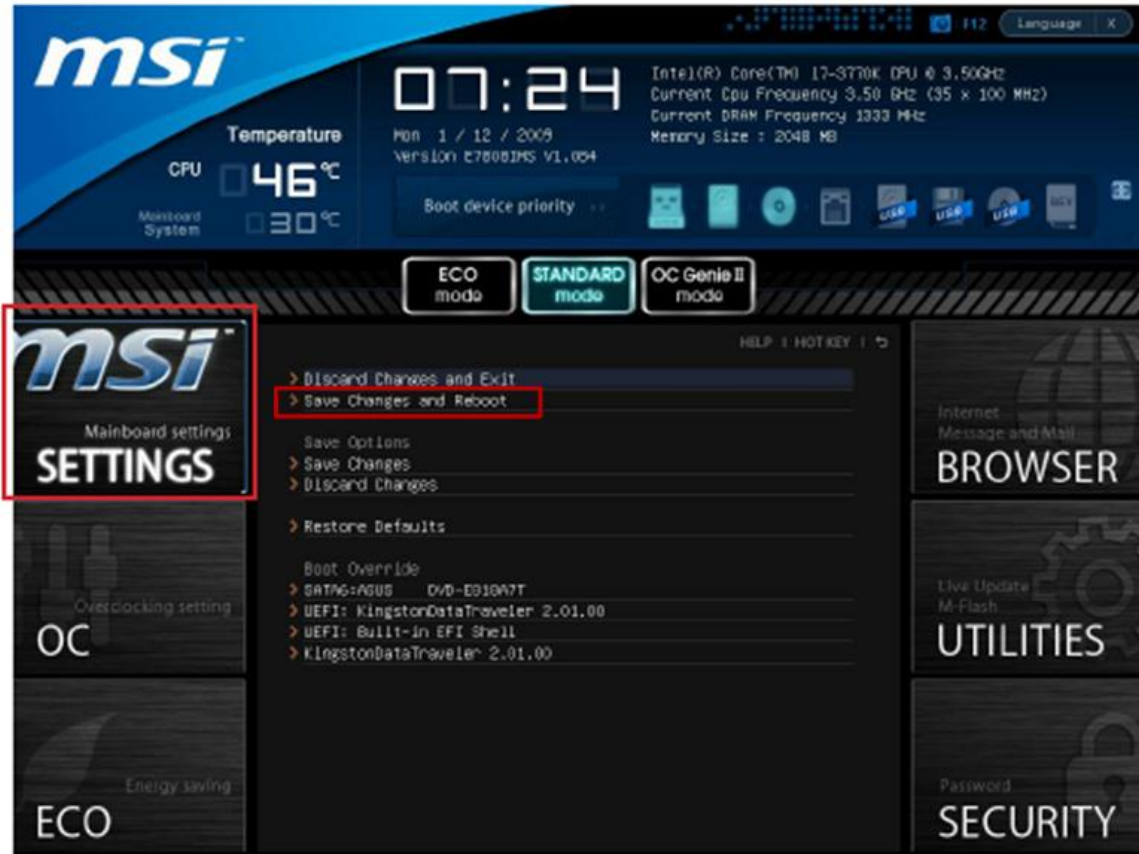 msi
F12 Language X
07:24
Intel(R) Core(TM) i7-3770K CPU @ 3.50GHz
Current Cpu Frequency 3.50 GHz (35 x 100 MHz)
Current DRAM Frequency 1333 MHz
Memory Size : 2048 MB
Mon 1 / 12 / 2009
Version E7808IMS V1.0S4
Temperature
CPU 46°C
Mainboard
System 30°C
Boot device priority
USB USB USB
ECO
mode
STANDARD
mode
OC Genie II
mode
msi
Mainboard settings
SETTINGS
Overclocking setting
OC
Energy saving
ECO
HELP | HOTKEY |
Discard Changes and Exit
Save Changes and Reboot
Save Options
Save Changes
Discard Changes
Restore Defaults
Boot Override
SATA6:ASUS DVD-E818A7T
UEFI: KingstonDataTraveler 2.01.00
UEFI: Built-in EFI Shell
KingstonDataTraveler 2.01.00
Internet
Message and Mail
BROWSER
Live Update
M-Flash
UTILITIES
Password
SECURITY